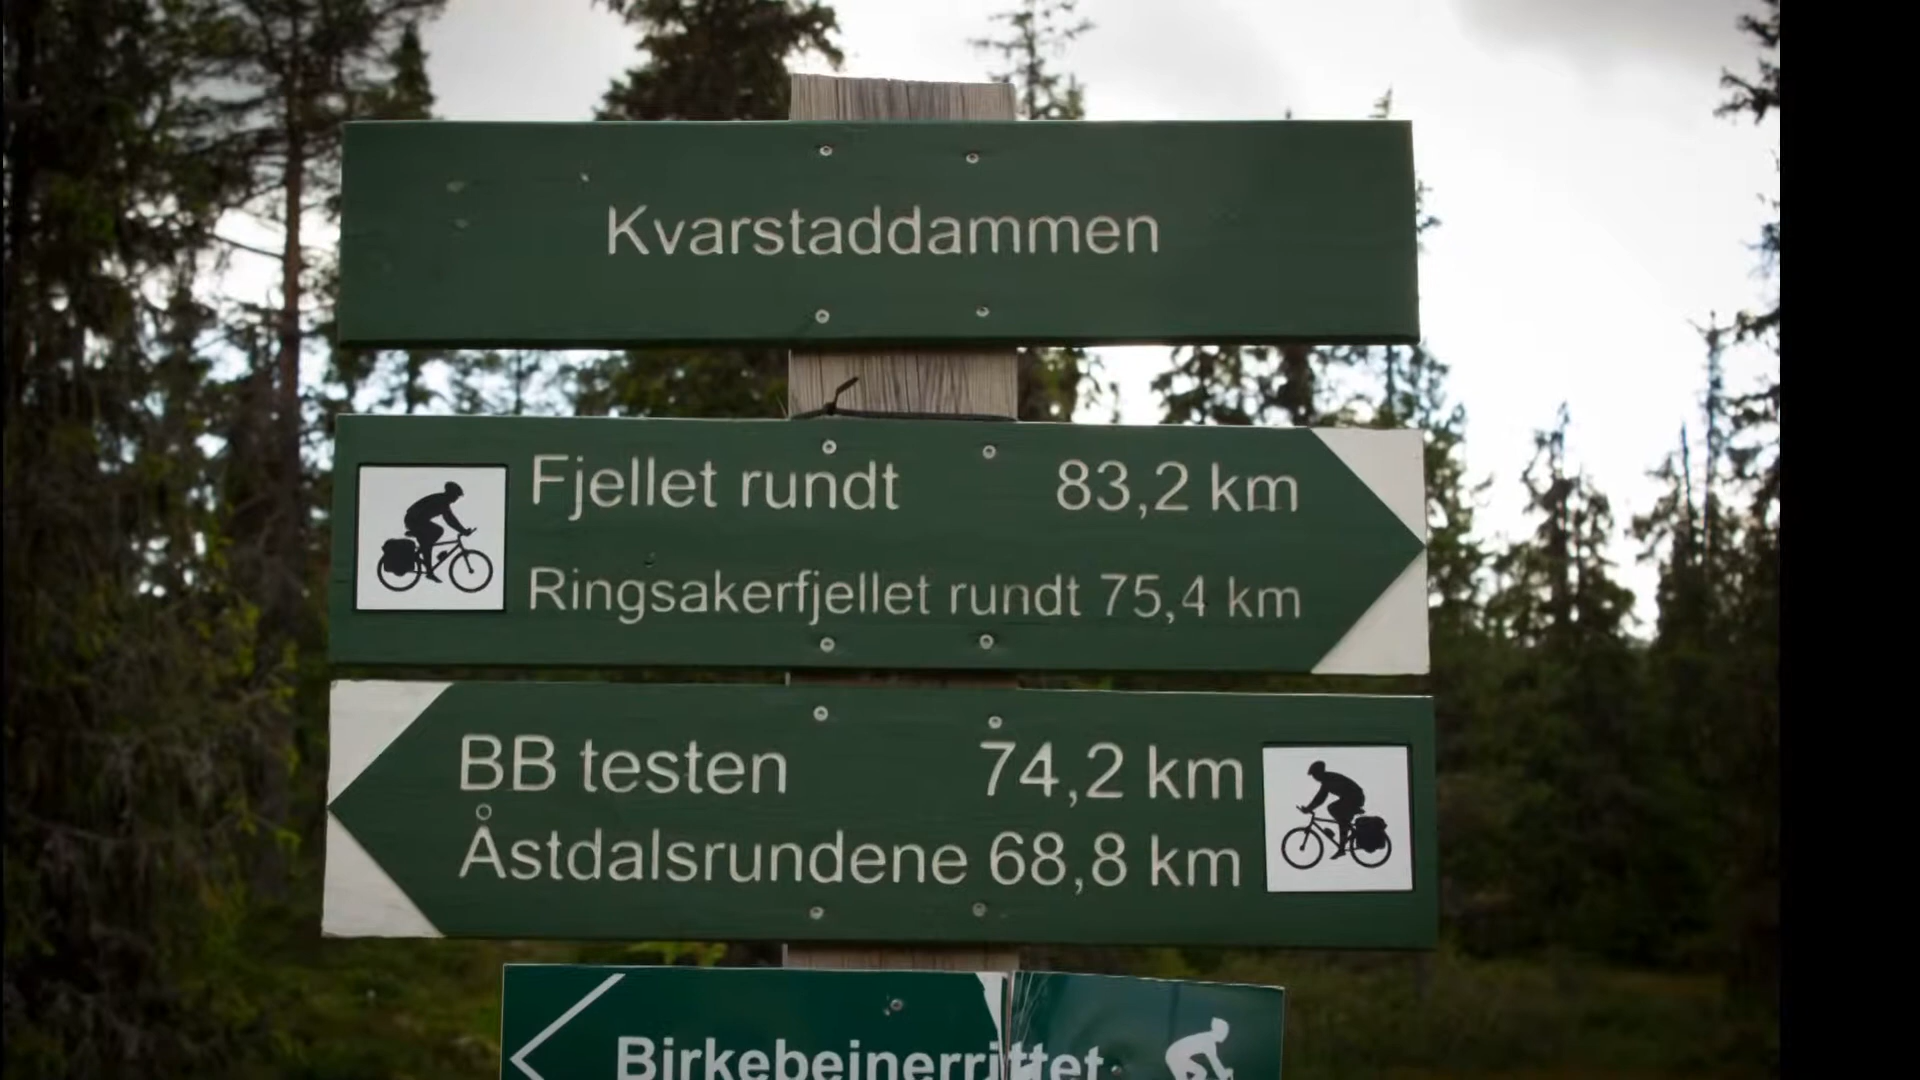 Kvarstaddammen
Fjellet rundt 83,2 km
Ringsakerfjellet rundt 75,4 km
BB testen 74,2 km
Åstdalsrundene 68,8 km
Birkebeinerrittet